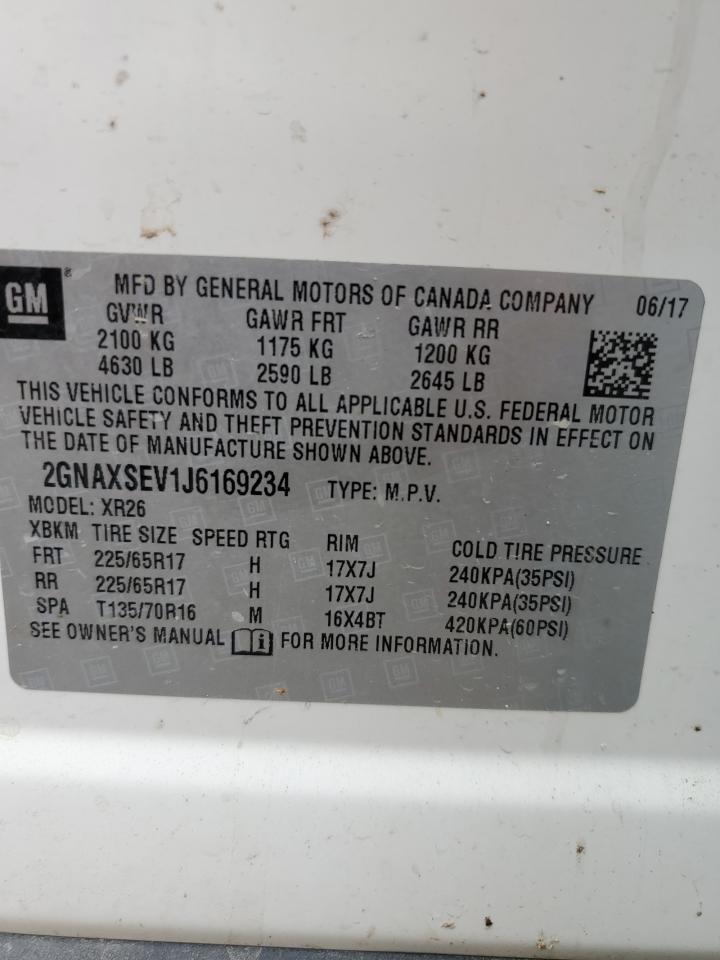 GM ® MFD BY GENERAL MOTORS OF CANADA COMPANY 06/17
GVWR GAWR FRT GAWR RR
2100 KG 1175 KG 1200 KG
4630 LB 2590 LB 2645 LB
THIS VEHICLE CONFORMS TO ALL APPLICABLE U.S. FEDERAL MOTOR
VEHICLE SAFETY AND THEFT PREVENTION STANDARDS IN EFFECT ON
THE DATE OF MANUFACTURE SHOWN ABOVE.
2GNAXSEV1J6169234 TYPE: M.P.V.
MODEL: XR26
XBKM TIRE SIZE SPEED RTG RIM COLD TIRE PRESSURE
FRT 225/65R17 H 17X7J 240KPA(35PSI)
RR 225/65R17 H 17X7J 240KPA(35PSI)
SPA T135/70R16 M 16X4BT 420KPA(60PSI)
SEE OWNER'S MANUAL FOR MORE INFORMATION.